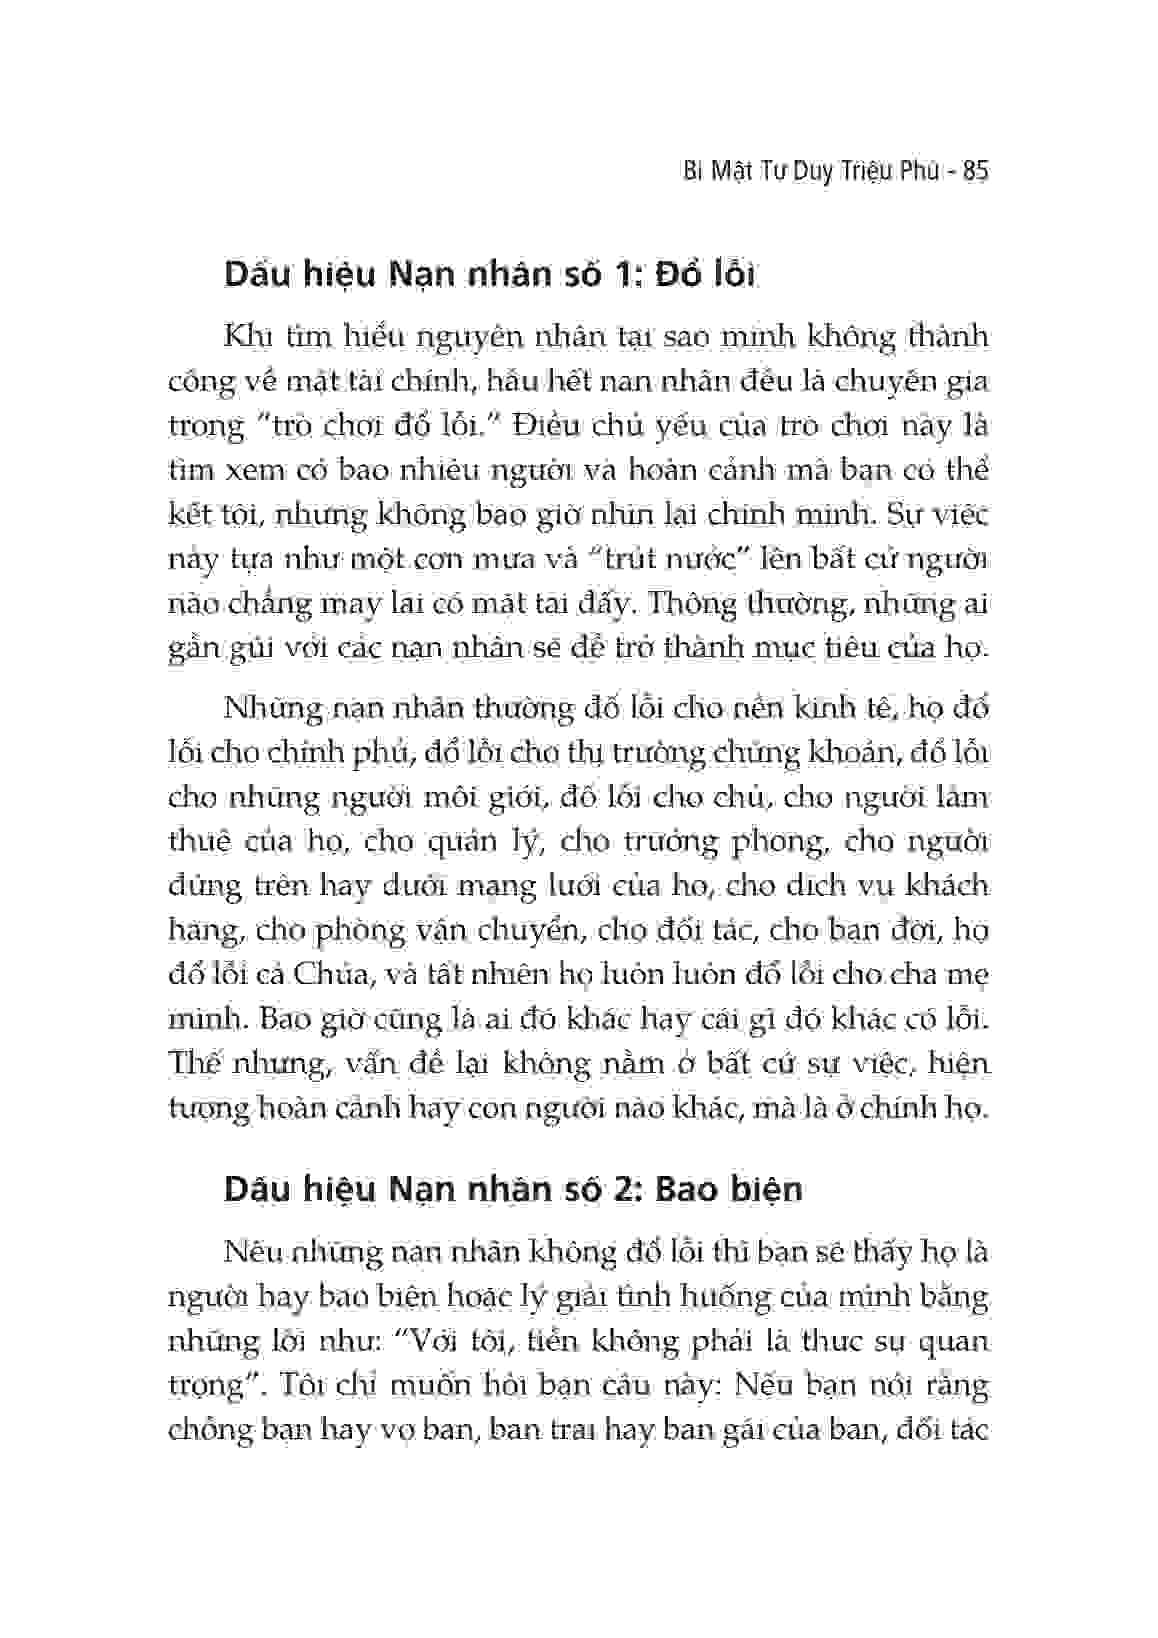 Bí Mật Tư Duy Triệu Phú - 85
Dấu hiệu Nạn nhân số 1: Đổ lỗi
Khi tìm hiểu nguyên nhân tại sao mình không thành
công về mặt tài chính, hầu hết nạn nhân đều là chuyên gia
trong “trò chơi đổ lỗi.” Điều chủ yếu của trò chơi này là
tìm xem có bao nhiêu người và hoàn cảnh mà bạn có thể
kết tội, nhưng không bao giờ nhìn lại chính mình. Sự việc
này tựa như một cơn mưa và “trút nước” lên bất cứ người
nào chẳng may lại có mặt tại đấy. Thông thường, những ai
gần gũi với các nạn nhân sẽ dễ trở thành mục tiêu của họ.
Những nạn nhân thường đổ lỗi cho nền kinh tế, họ đổ
lỗi cho chính phủ, đổ lỗi cho thị trường chứng khoán, đổ lỗi
cho những người môi giới, đổ lỗi cho chủ, cho người làm
thuê của họ, cho quản lý, cho trưởng phòng, cho người
đứng trên hay dưới mạng lưới của họ, cho dịch vụ khách
hàng, cho phòng vận chuyển, cho đối tác, cho bạn đời, họ
đổ lỗi cả Chúa, và tất nhiên họ luôn luôn đổ lỗi cho cha mẹ
mình. Bao giờ cũng là ai đó khác hay cái gì đó khác có lỗi.
Thế nhưng, vấn đề lại không nằm ở bất cứ sự việc, hiện
tượng hoàn cảnh hay con người nào khác, mà là ở chính họ.
Dấu hiệu Nạn nhân số 2: Bao biện
Nếu những nạn nhân không đổ lỗi thì bạn sẽ thấy họ là
người hay bao biện hoặc lý giải tình huống của mình bằng
những lời như: “Với tôi, tiền không phải là thực sự quan
trọng”. Tôi chỉ muốn hỏi bạn câu này: Nếu bạn nói rằng
chồng bạn hay vợ bạn, bạn trai hay bạn gái của bạn, đối tác